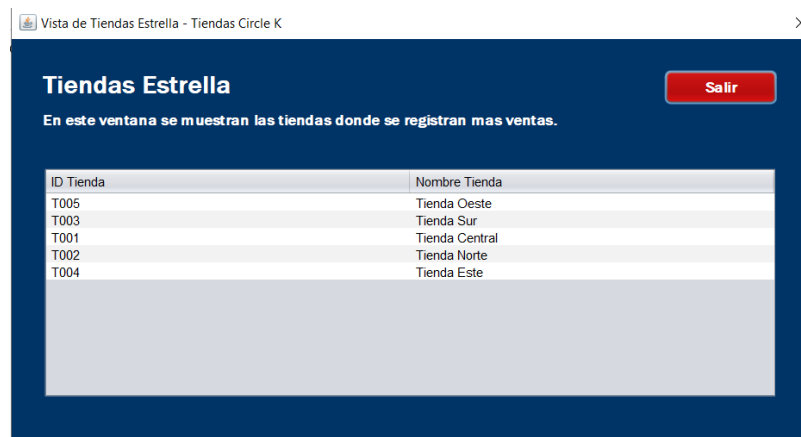 Vista de Tiendas Estrella - Tiendas Circle K
Tiendas Estrella
Salir
En este ventana se muestran las tiendas donde se registran mas ventas.
ID Tienda Nombre Tienda
T005 Tienda Oeste
T003 Tienda Sur
T001 Tienda Central
T002 Tienda Norte
T004 Tienda Este